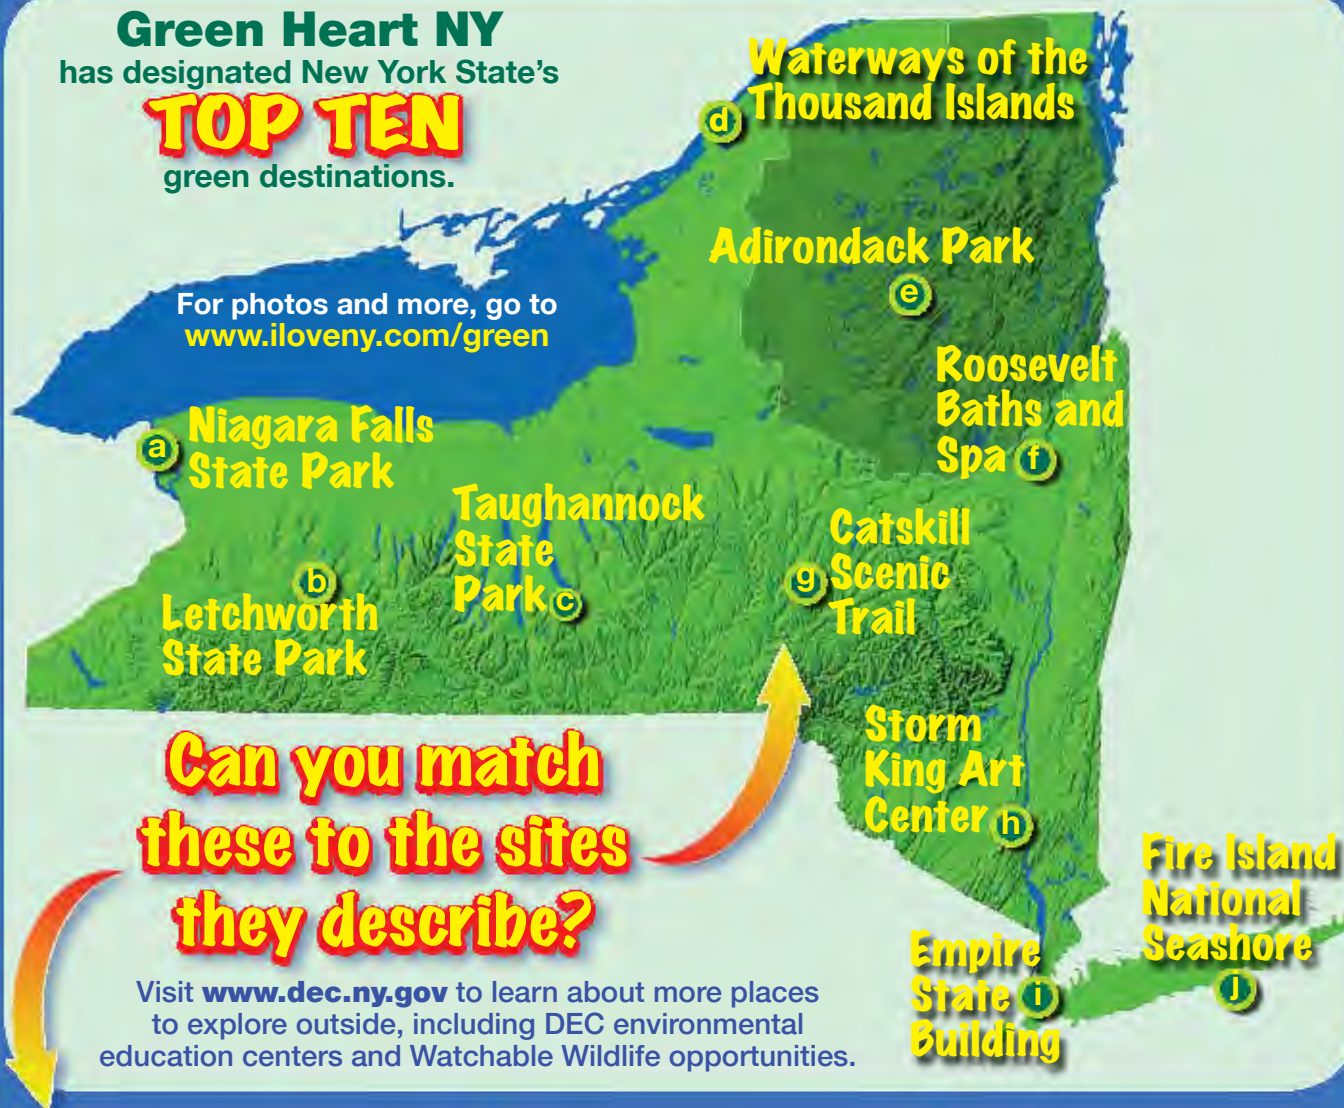 Green Heart NY
has designated New York State's
TOP TEN
green destinations.
Waterways of the
Thousand Islands
d
Adirondack Park
e
For photos and more, go to
www.iloveny.com/green
Roosevelt
Baths and
Spa f
a Niagara Falls
State Park
Taughannock
State
Park c
Catskill
g Scenic
Trail
b
Letchworth
State Park
Storm
King Art
Center h
Can you match
these to the sites
they describe?
Fire Island
National
Seashore
J
Empire
State i
Building
Visit www.dec.ny.gov to learn about more places
to explore outside, including DEC environmental
education centers and Watchable Wildlife opportunities.